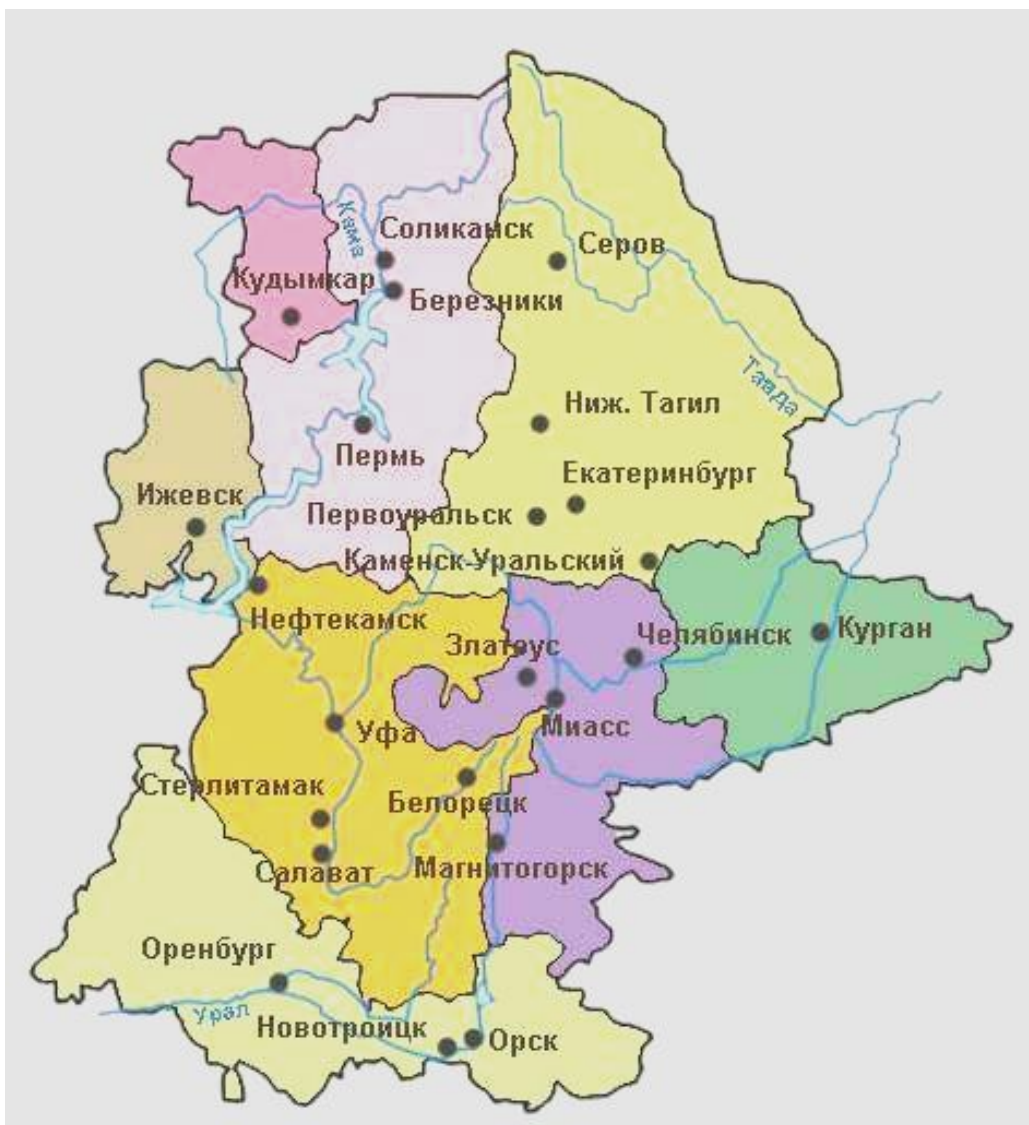 Кама
Соликамск
Серов
Кудымкар
Березники
Тавда
Ниж. Тагил
Пермь
Екатеринбург
Ижевск
Первоуральск
Каменск-Уральский
Нефтекамск
Златоус
Челябинск
Курган
Уфа
Миасс
Стерлитамак
Белорецк
Салават
Магнитогорск
Оренбург
Урал
Новотроицк
Орск